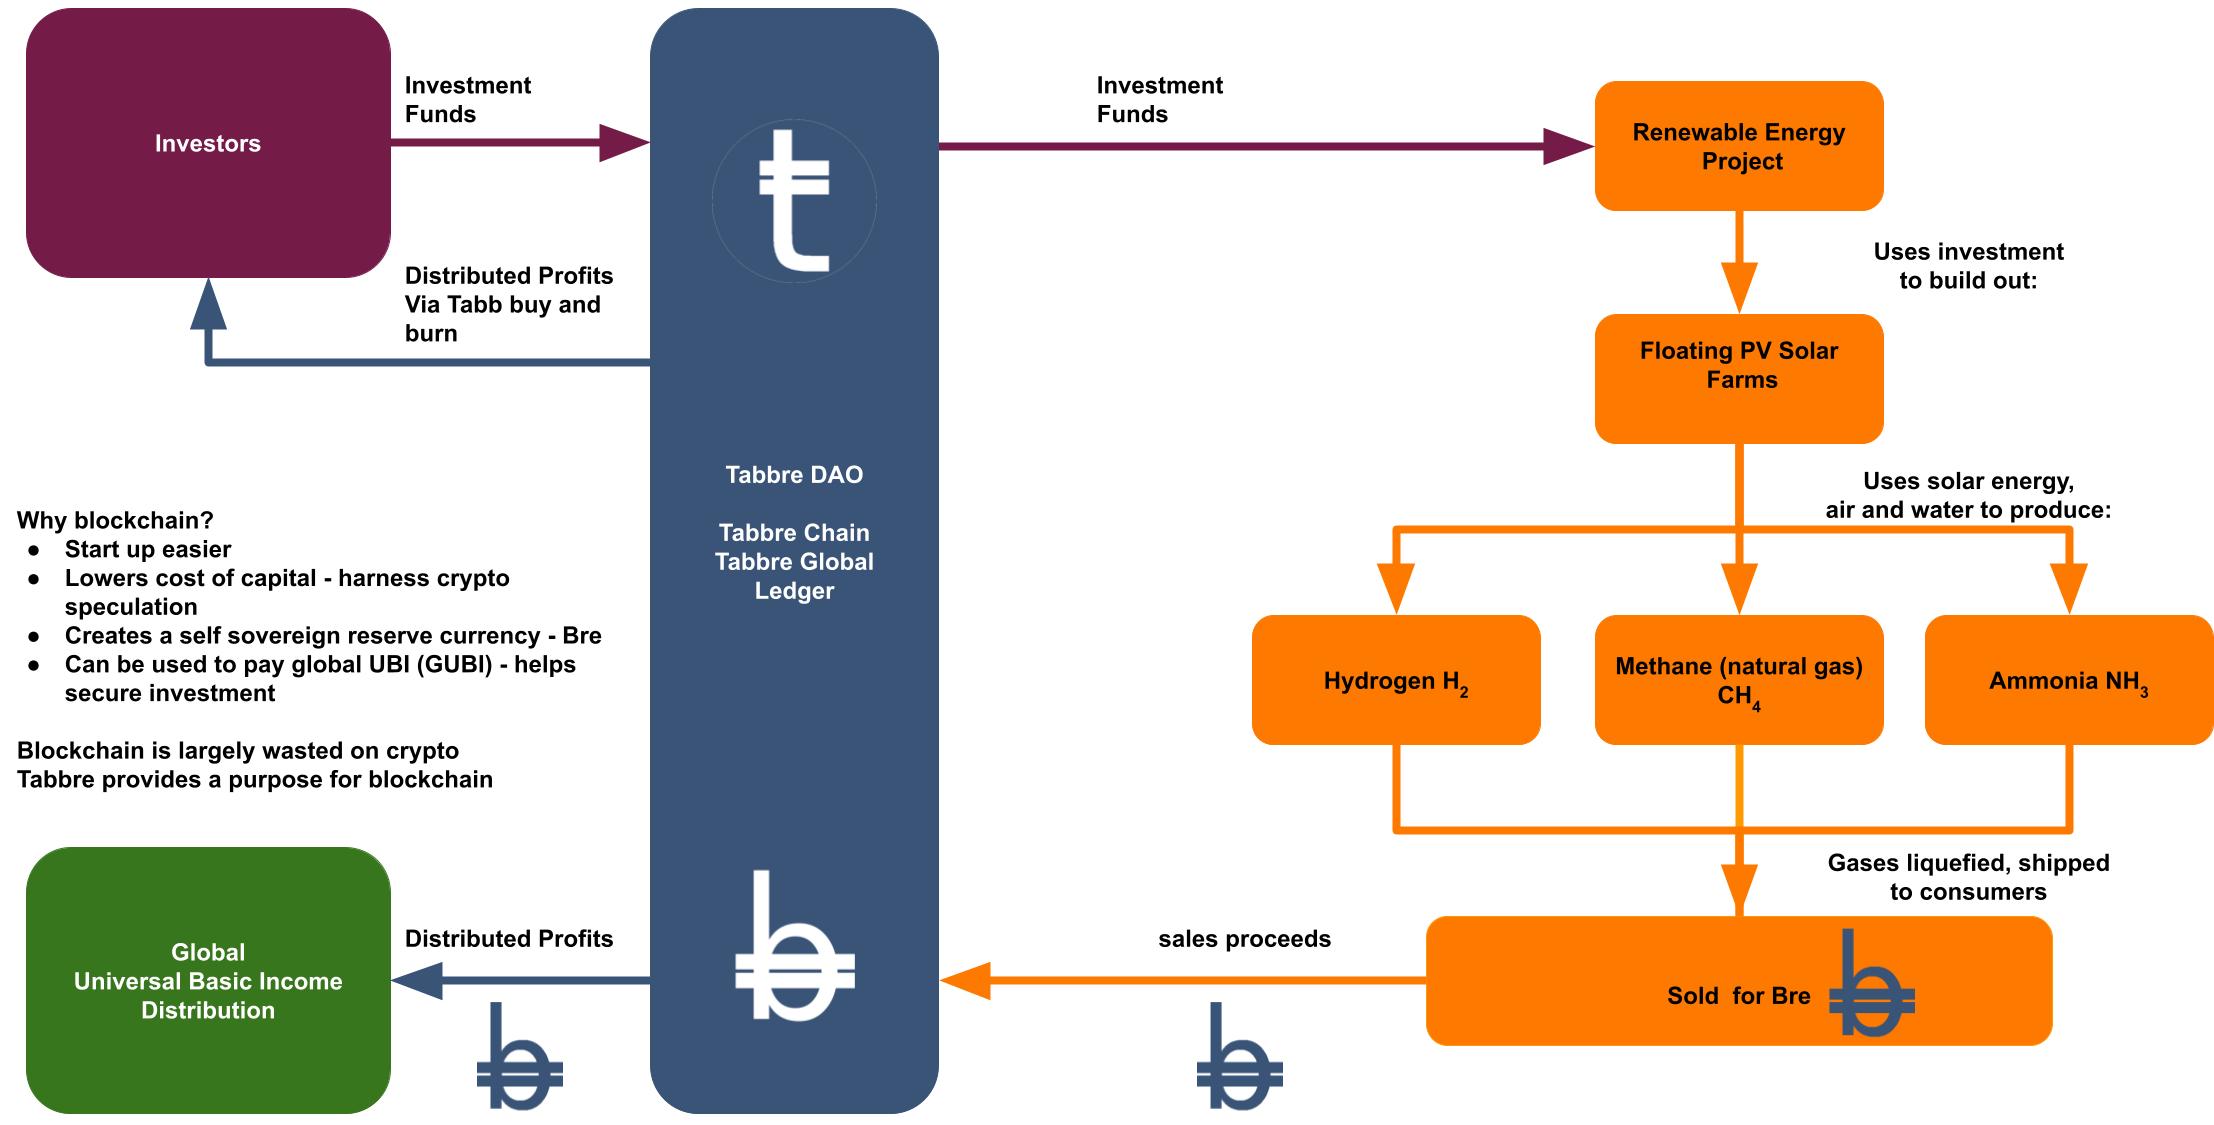 Investors
Investment
Funds
Distributed Profits
Via Tabb buy and
burn
Why blockchain?
● Start up easier
● Lowers cost of capital - harness crypto
speculation
● Creates a self sovereign reserve currency - Bre
● Can be used to pay global UBI (GUBI) - helps
secure investment
Blockchain is largely wasted on crypto
Tabbre provides a purpose for blockchain
Global
Universal Basic Income
Distribution
Distributed Profits
Tabbre DAO
Tabbre Chain
Tabbre Global
Ledger
Investment
Funds
Renewable Energy
Project
Uses investment
to build out:
Floating PV Solar
Farms
Uses solar energy,
air and water to produce:
Hydrogen H₂
Methane (natural gas)
CH₄
Ammonia NH₃
Gases liquefied, shipped
to consumers
Sold  for Bre
sales proceeds